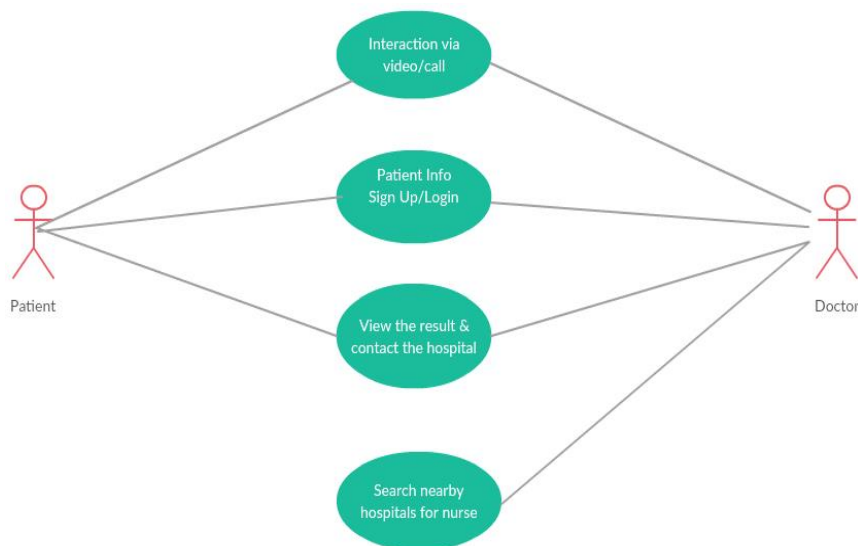 Interaction via
video/call
Patient Info
Sign Up/Login
Patient
Doctor
View the result &
contact the hospital
Search nearby
hospitals for nurse